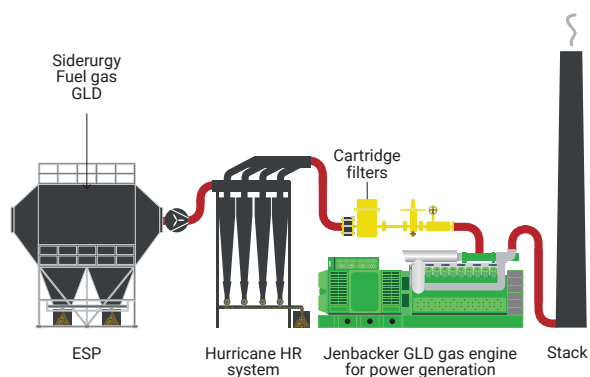 Siderurgy
Fuel gas
GLD
Cartridge
filters
ESP
Hurricane HR
system
Jenbacker GLD gas engine
for power generation
Stack